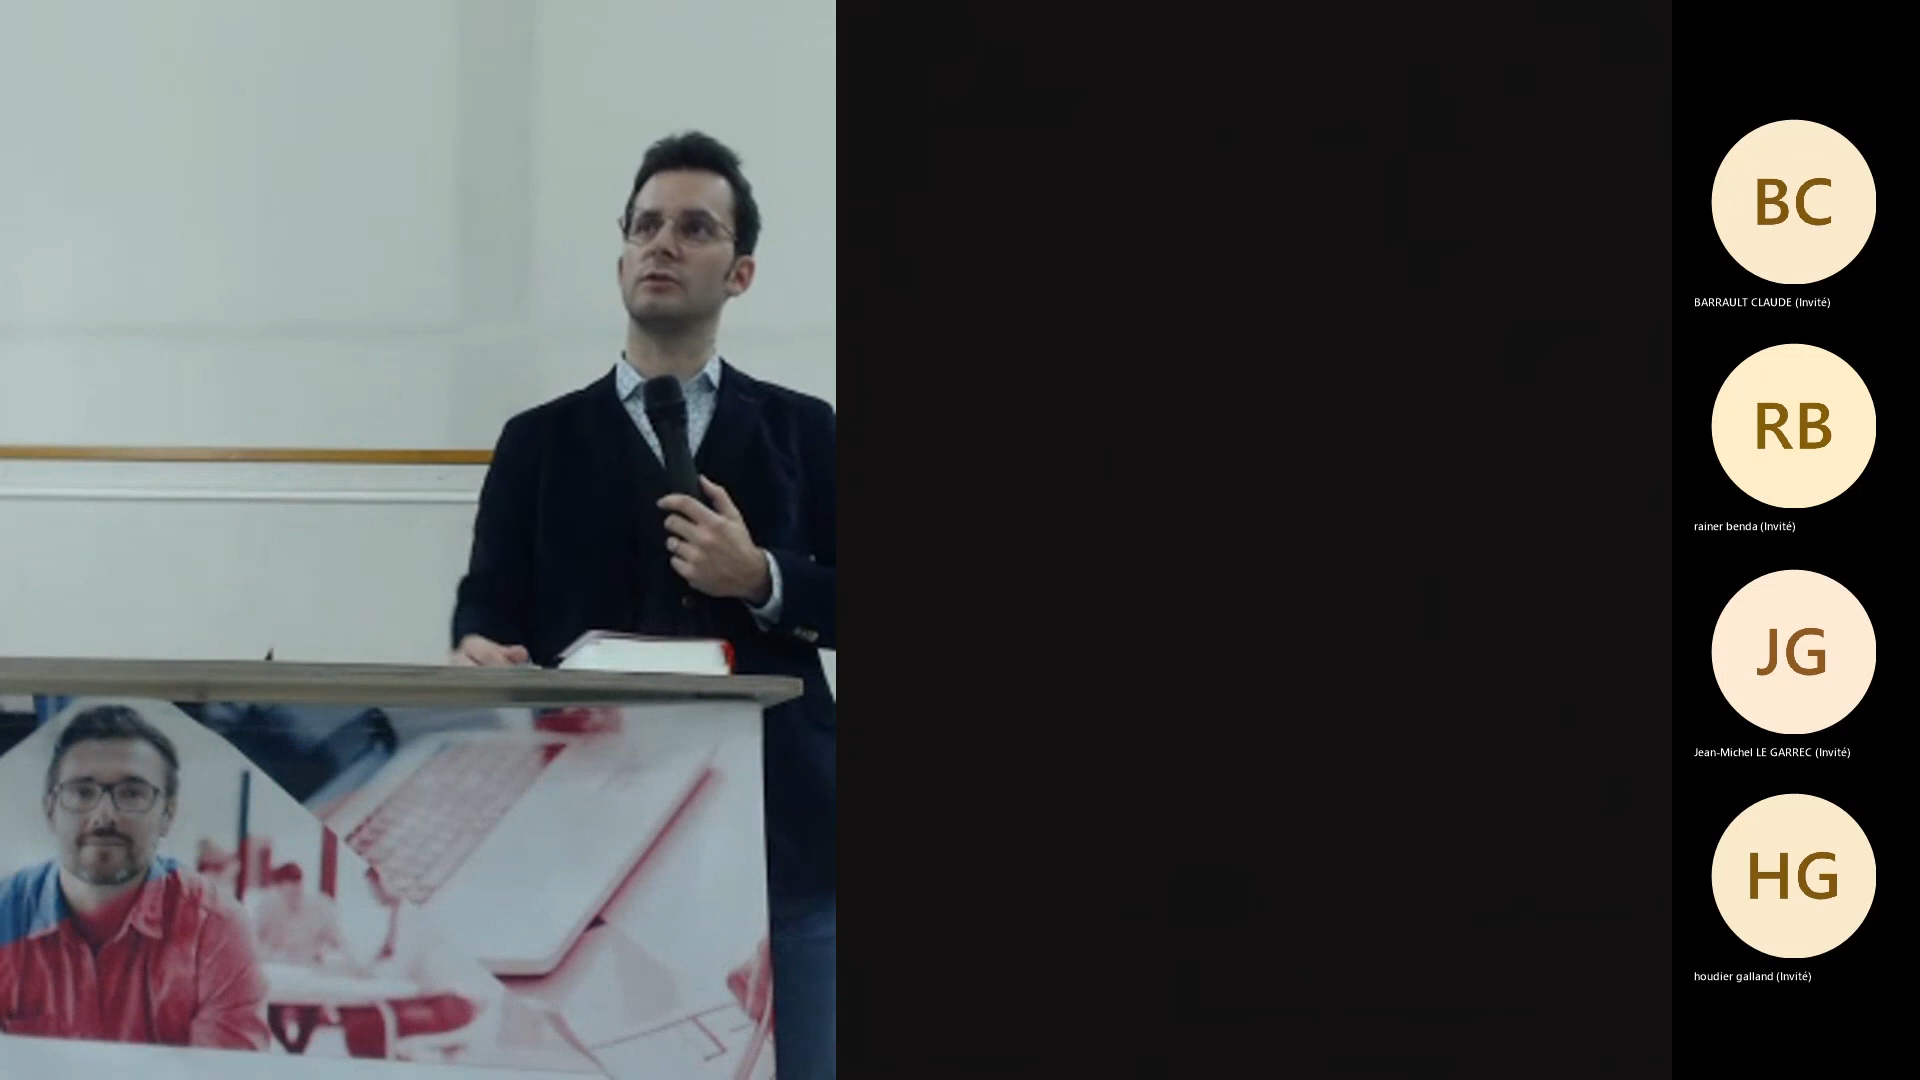 BC
BARRAULT CLAUDE (Invité)
RB
rainer benda (Invité)
JG
Jean-Michel LE GARREC (Invité)
HG
houdier galland (Invité)